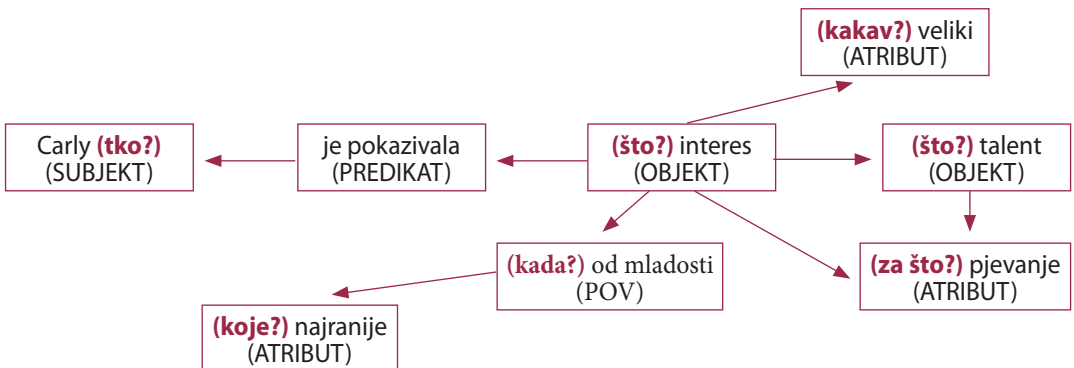 (kakav?) veliki
(ATRIBUT)
Carly (tko?)
(SUBJEKT)
je pokazivala
(PREDIKAT)
(što?) interes
(OBJEKT)
(što?) talent
(OBJEKT)
(kada?) od mladosti
(POV)
(za što?) pjevanje
(ATRIBUT)
(koje?) najranije
(ATRIBUT)